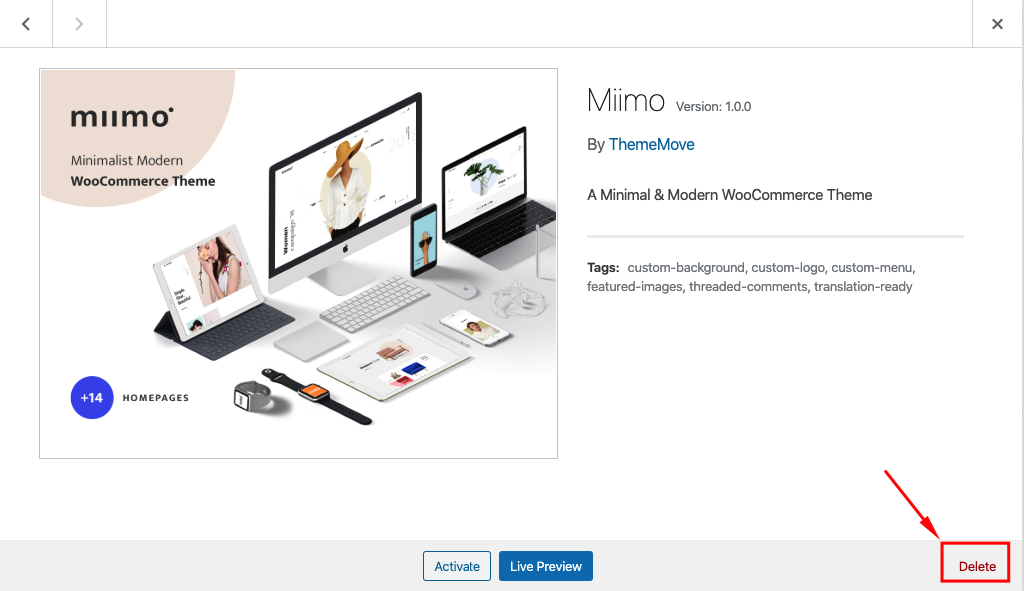 Miimo Version: 1.0.0
By ThemeMove
A Minimal & Modern WooCommerce Theme
Tags: custom-background, custom-logo, custom-menu,
featured-images, threaded-comments, translation-ready
miimo
Minimalist Modern
WooCommerce Theme
Women
+14 HOMEPAGES
Activate
Live Preview
Delete